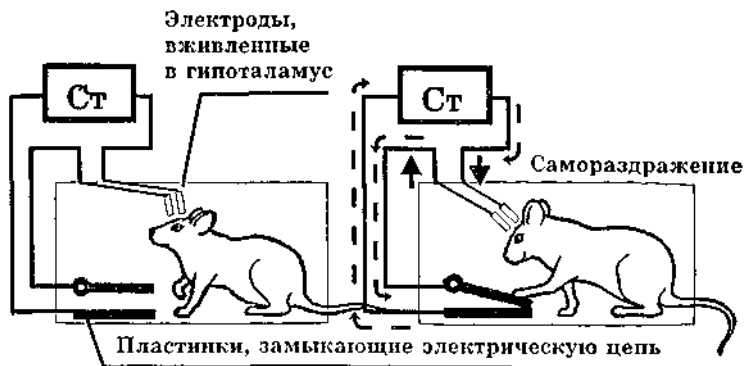 Электроды,
вживленные
в гипоталамус
Ст
Ст
Самораздражение
Пластинки, замыкающие электрическую цепь